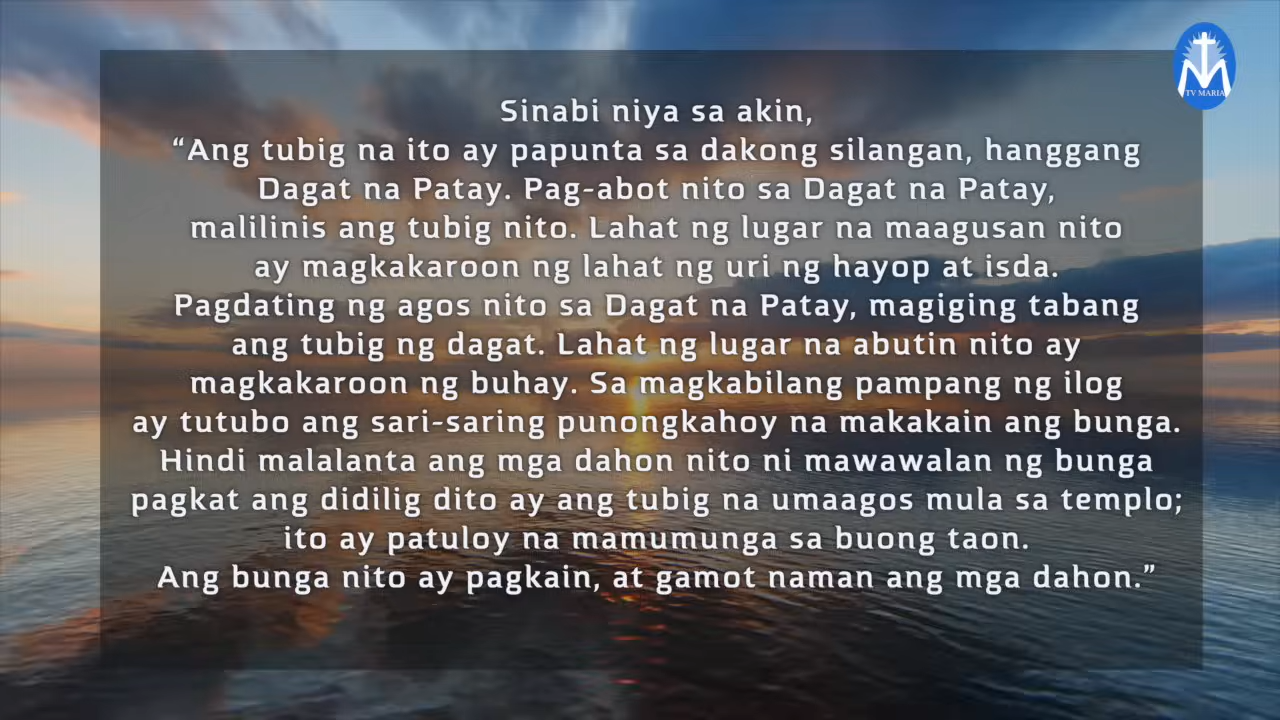 TV MARIA
Sinabi niya sa akin,
“Ang tubig na ito ay papunta sa dakong silangan, hanggang
Dagat na Patay. Pag-abot nito sa Dagat na Patay,
malilinis ang tubig nito. Lahat ng lugar na maagusan nito
ay magkakaroon ng lahat ng uri ng hayop at isda.
Pagdating ng agos nito sa Dagat na Patay, magiging tabang
ang tubig ng dagat. Lahat ng lugar na abutin nito ay
magkakaroon ng buhay. Sa magkabilang pampang ng ilog
ay tutubo ang sari-saring punongkahoy na makakain ang bunga.
Hindi malalanta ang mga dahon nito ni mawawalan ng bunga
pagkat ang didilig dito ay ang tubig na umaagos mula sa templo;
ito ay patuloy na mamumunga sa buong taon.
Ang bunga nito ay pagkain, at gamot naman ang mga dahon.”